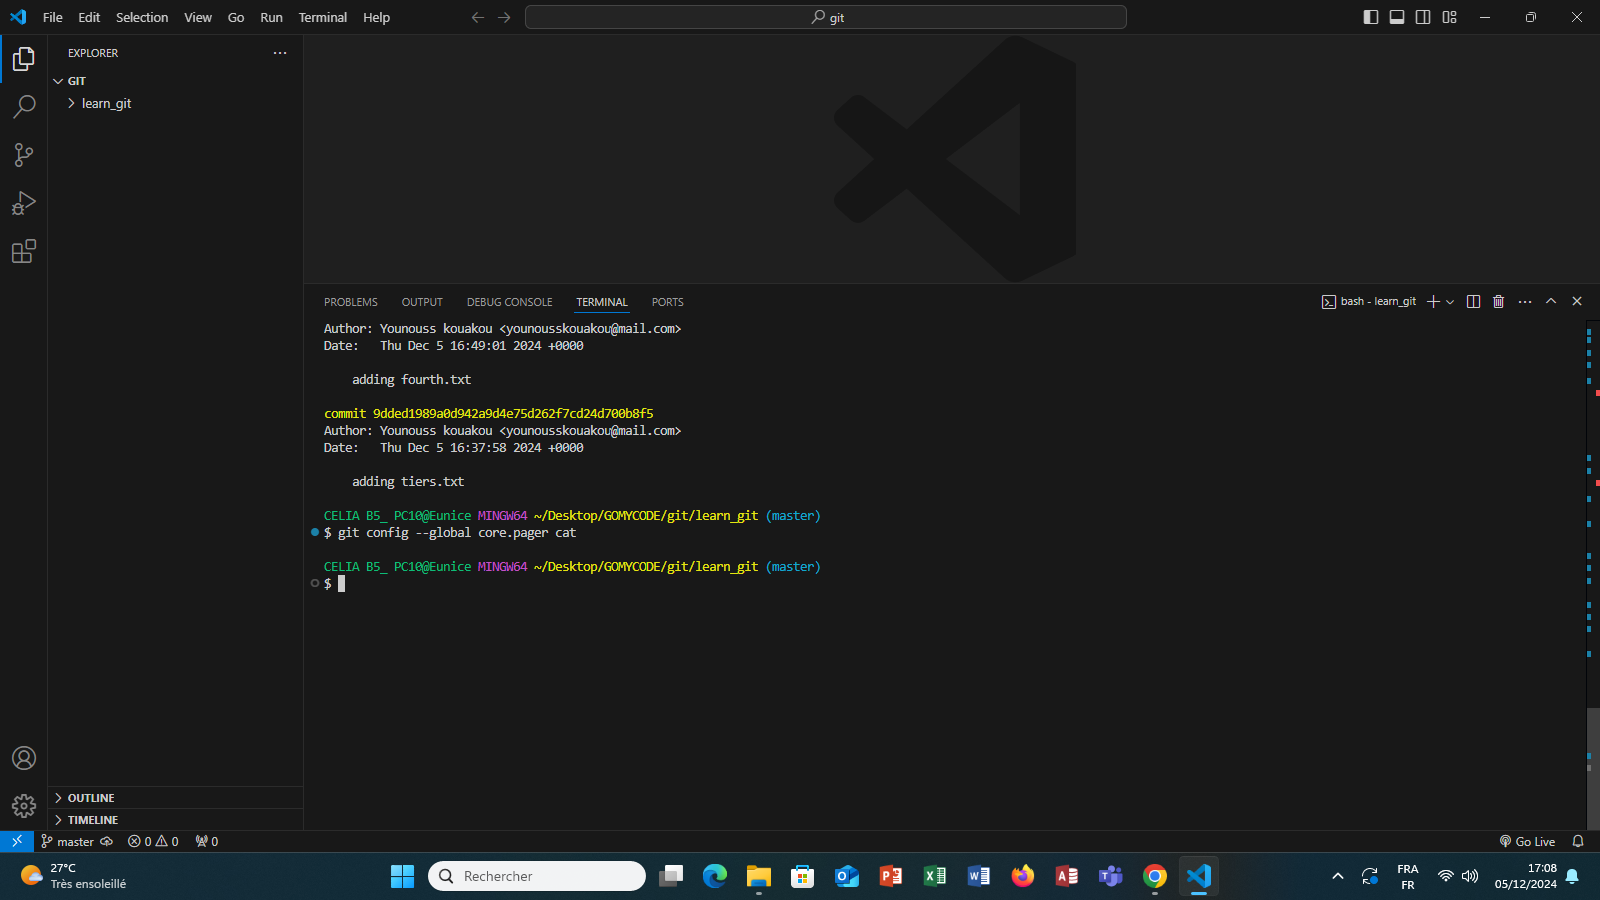 File Edit Selection View Go Run Terminal Help
git
EXPLORER
GIT
learn_git
PROBLEMS OUTPUT DEBUG CONSOLE TERMINAL PORTS
bash - learn_git
Author: Younouss kouakou <younousskouakou@mail.com>
Date:   Thu Dec 5 16:49:01 2024 +0000
adding fourth.txt
commit 9dded1989a0d942a9d4e75d262f7cd24d700b8f5
Author: Younouss kouakou <younousskouakou@mail.com>
Date:   Thu Dec 5 16:37:58 2024 +0000
adding tiers.txt
CELIA B5_ PC10@Eunice MINGW64 ~/Desktop/GOMYCODE/git/learn_git (master)
$ git config --global core.pager cat
CELIA B5_ PC10@Eunice MINGW64 ~/Desktop/GOMYCODE/git/learn_git (master)
$
OUTLINE
TIMELINE
master 0 0 0 Go Live
27°C
Très ensoleillé
Rechercher
FRA
FR
17:08
05/12/2024